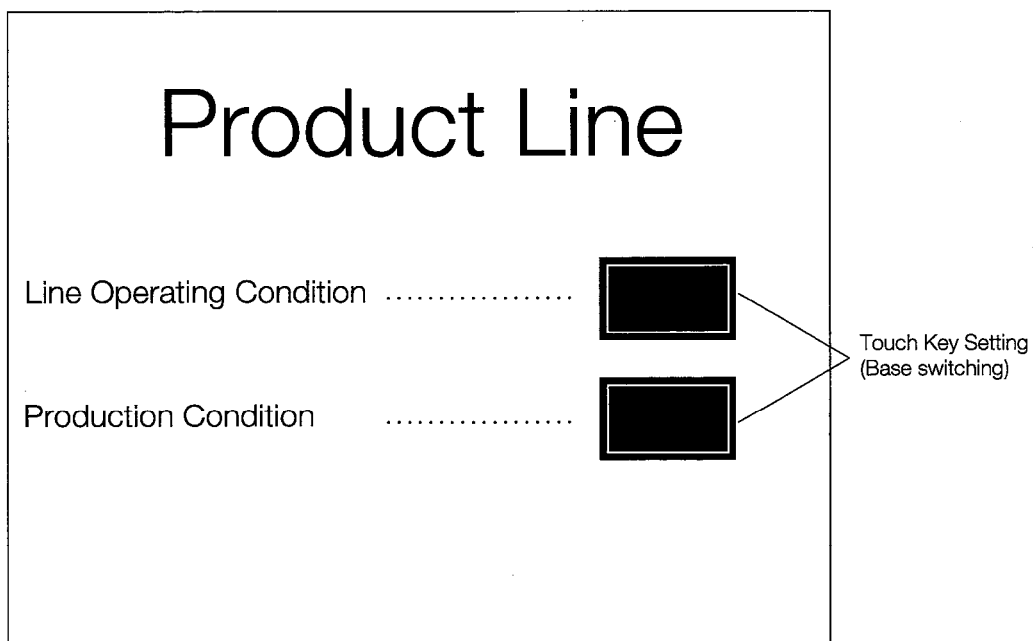 Product Line
Line Operating Condition ..................
Production Condition ..................
Touch Key Setting
(Base switching)